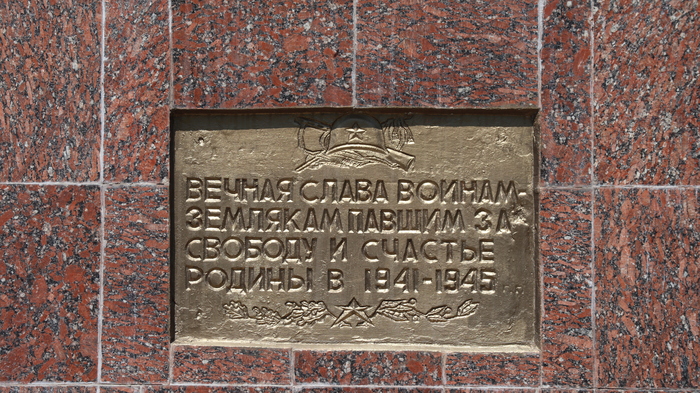 ВЕЧНАЯ СЛАВА ВОИНАМ-
ЗЕМЛЯКАМ ПАВШИМ ЗА
СВОБОДУ И СЧАСТЬЕ
РОДИНЫ В 1941-1945 г.г.